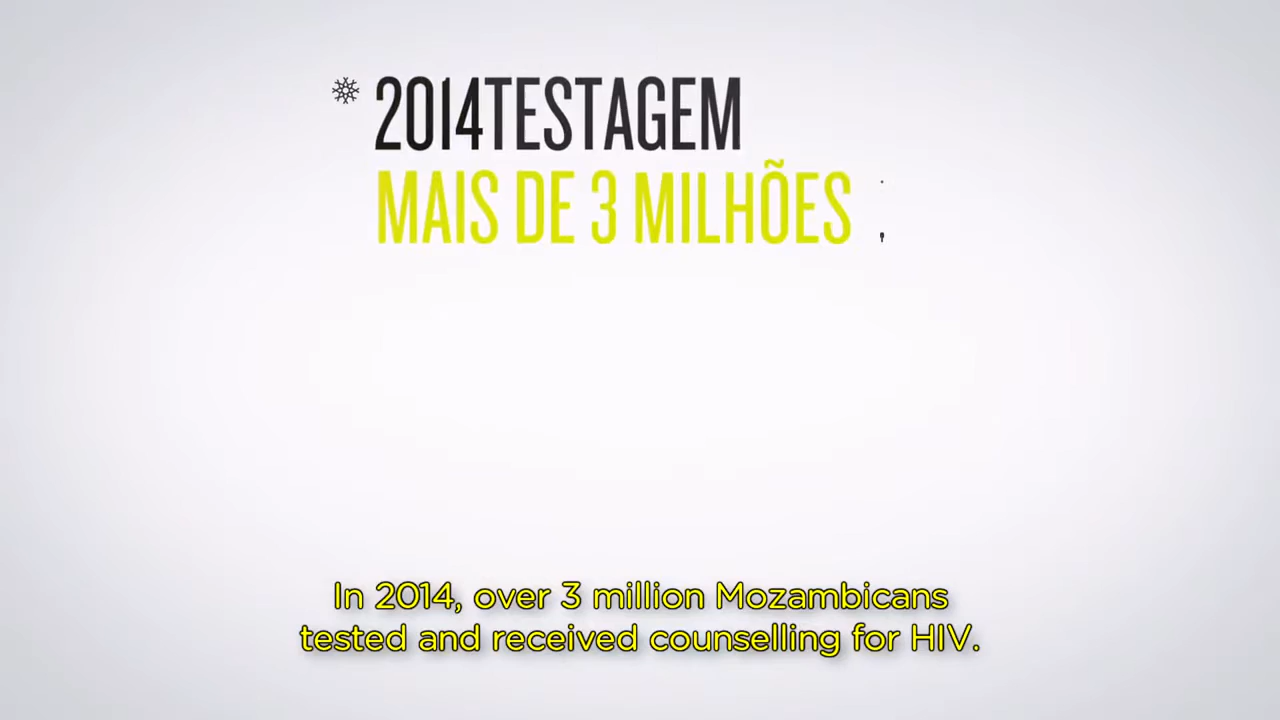 * 2014TESTAGEM
MAIS DE 3 MILHÕES
In 2014, over 3 million Mozambicans
tested and received counselling for HIV.